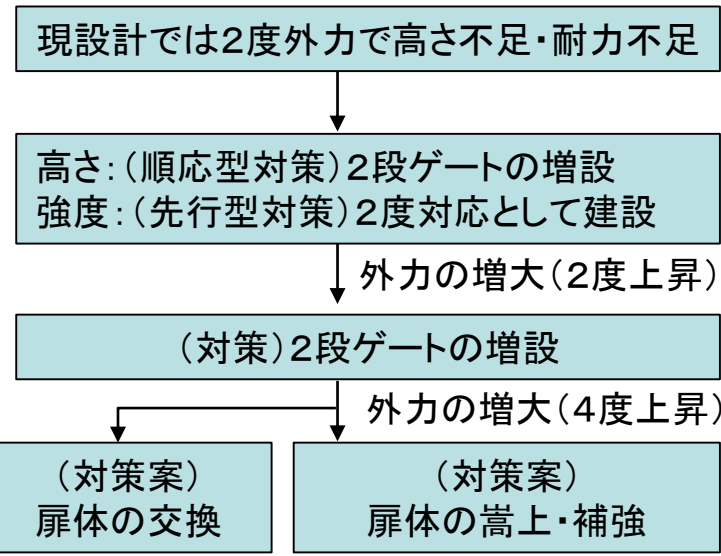 現設計では２度外力で高さ不足・耐力不足
高さ：（順応型対策）２段ゲートの増設
強度：（先行型対策）２度対応として建設
外力の増大（２度上昇）
（対策）２段ゲートの増設
外力の増大（４度上昇）
（対策案）
扉体の交換
（対策案）
扉体の嵩上・補強